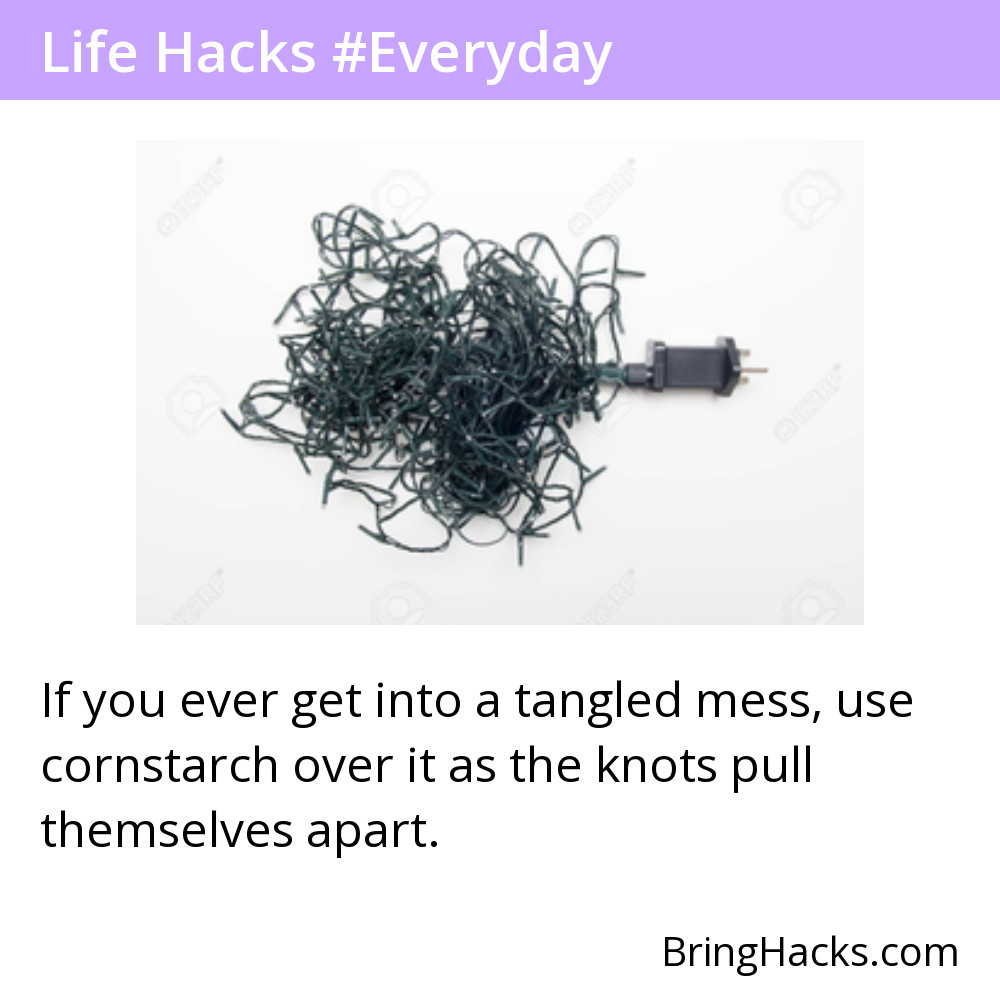 Life Hacks #Everyday
If you ever get into a tangled mess, use
cornstarch over it as the knots pull
themselves apart.
BringHacks.com